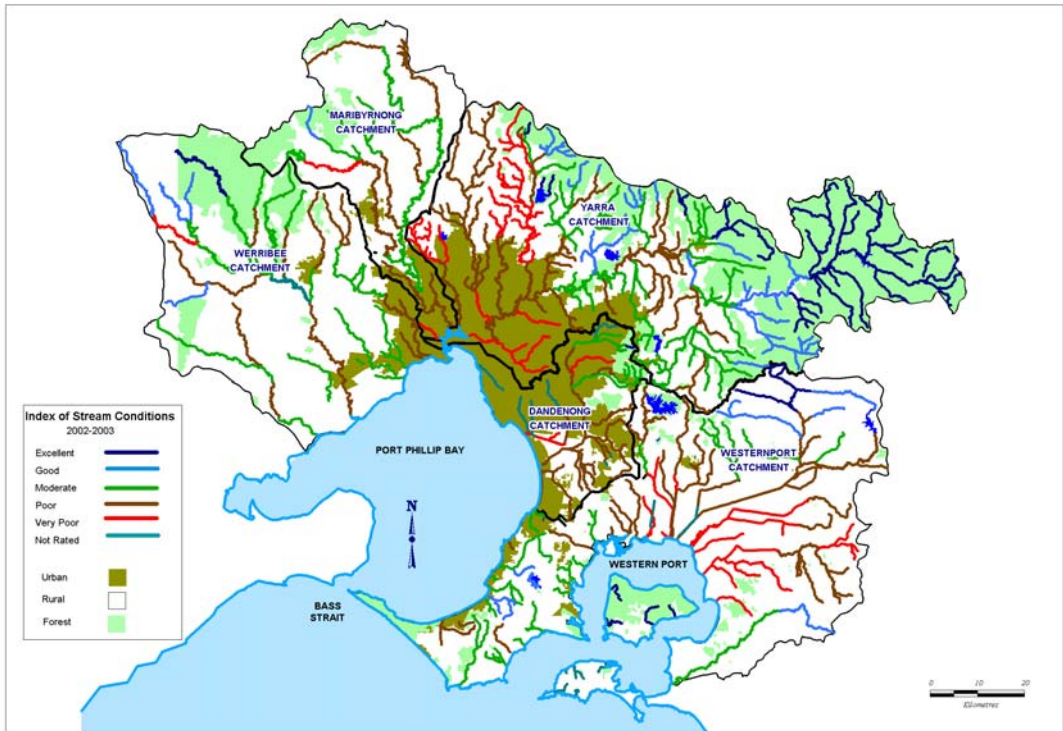 MARIBYRNONG
CATCHMENT
YARRA
CATCHMENT
WERRIBEE
CATCHMENT
DANDENONG
CATCHMENT
WESTERNPORT
CATCHMENT
PORT PHILLIP BAY
N
WESTERN PORT
BASS
STRAIT
Index of Stream Conditions
2002-2003
Excellent
Good
Moderate
Poor
Very Poor
Not Rated
Urban
Rural
Forest
0 10 20
Kilometres